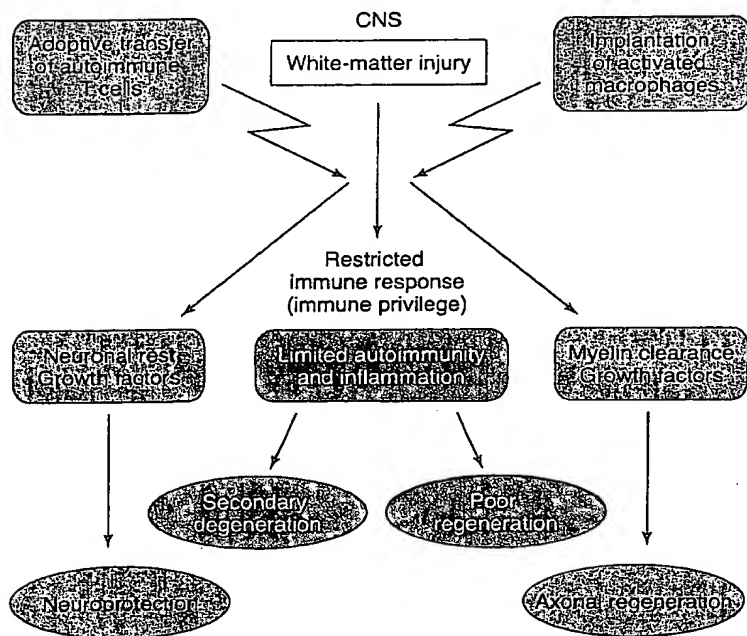 CNS
Adoptive transfer
of autoimmune
T cells
White-matter injury
Implantation
of activated
macrophages
Restricted
immune response
(immune privilege)
Neuronal rest
Growth factors
Limited autoimmunity
and inflammation
Myelin clearance
Growth factors
Secondary
degeneration
Poor
regeneration
Neuroprotection
Axonal regeneration